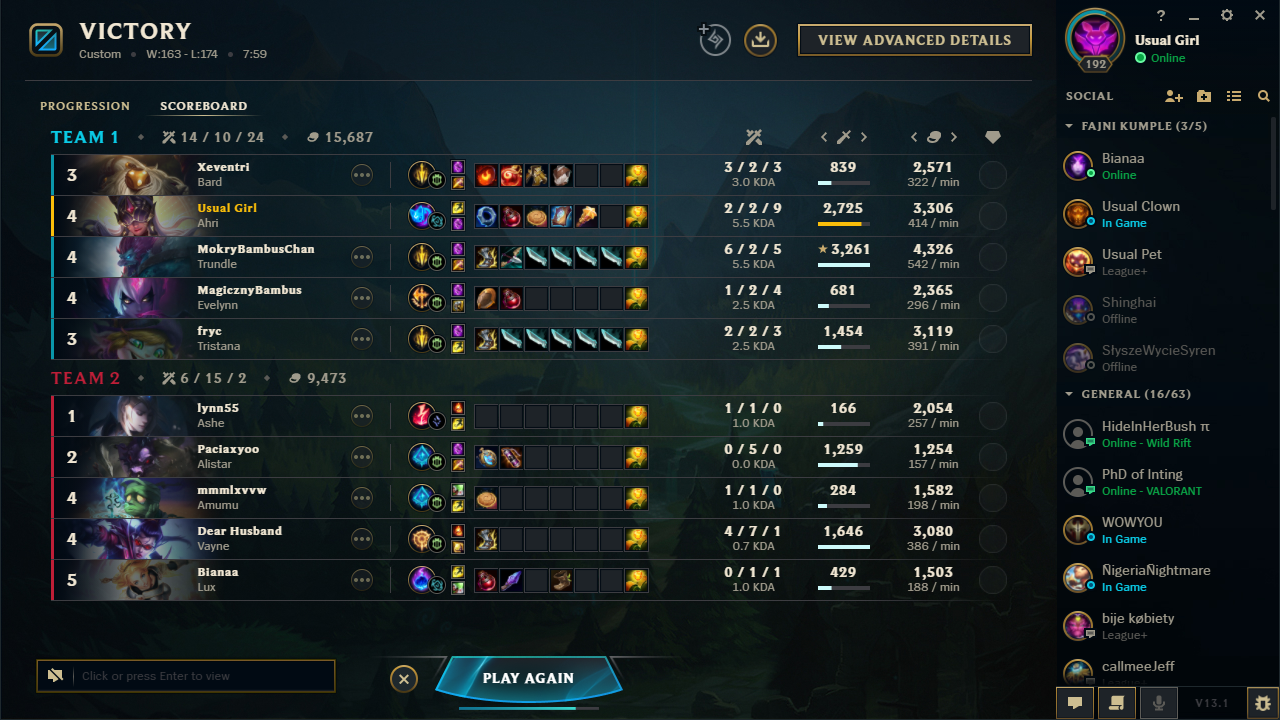 VICTORY
Custom • W:163 - L:174 • 7:59
VIEW ADVANCED DETAILS
PROGRESSION
SCOREBOARD
TEAM 1 14 / 10 / 24 15,687
3 Xeventri 3 / 2 / 3 839 2,571
Bard 3.0 KDA 322 / min
4 Usual Girl 2 / 2 / 9 2,725 3,306
Ahri 5.5 KDA 414 / min
4 MokryBambusChan 6 / 2 / 5 3,261 4,326
Trundle 5.5 KDA 542 / min
4 MagicznyBambus 1 / 2 / 4 681 2,365
Evelynn 2.5 KDA 296 / min
3 fryc 2 / 2 / 3 1,454 3,119
Tristana 2.5 KDA 391 / min
TEAM 2 6 / 15 / 2 9,473
1 lynn55 1 / 1 / 0 166 2,054
Ashe 1.0 KDA 257 / min
2 Paciaxyoo 0 / 5 / 0 1,259 1,254
Alistar 0.0 KDA 157 / min
4 mmmlxvvw 1 / 1 / 0 284 1,582
Amumu 1.0 KDA 198 / min
4 Dear Husband 4 / 7 / 1 1,646 3,080
Vayne 0.7 KDA 386 / min
5 Bianaa 0 / 1 / 1 429 1,503
Lux 1.0 KDA 188 / min
Click or press Enter to view
PLAY AGAIN
?
Usual Girl
192
Online
SOCIAL
FAJNI KUMPLE (3/5)
Bianaa
Online
Usual Clown
In Game
Usual Pet
League+
Shinghai
Offline
SłyszeWycieSyren
Offline
GENERAL (16/63)
HideInHerBush π
Online - Wild Rift
PhD of Inting
Online - VALORANT
WOWYOU
In Game
ÑigeriaÑightmare
In Game
bije købiety
League+
callmeeJeff
League+
V13.1